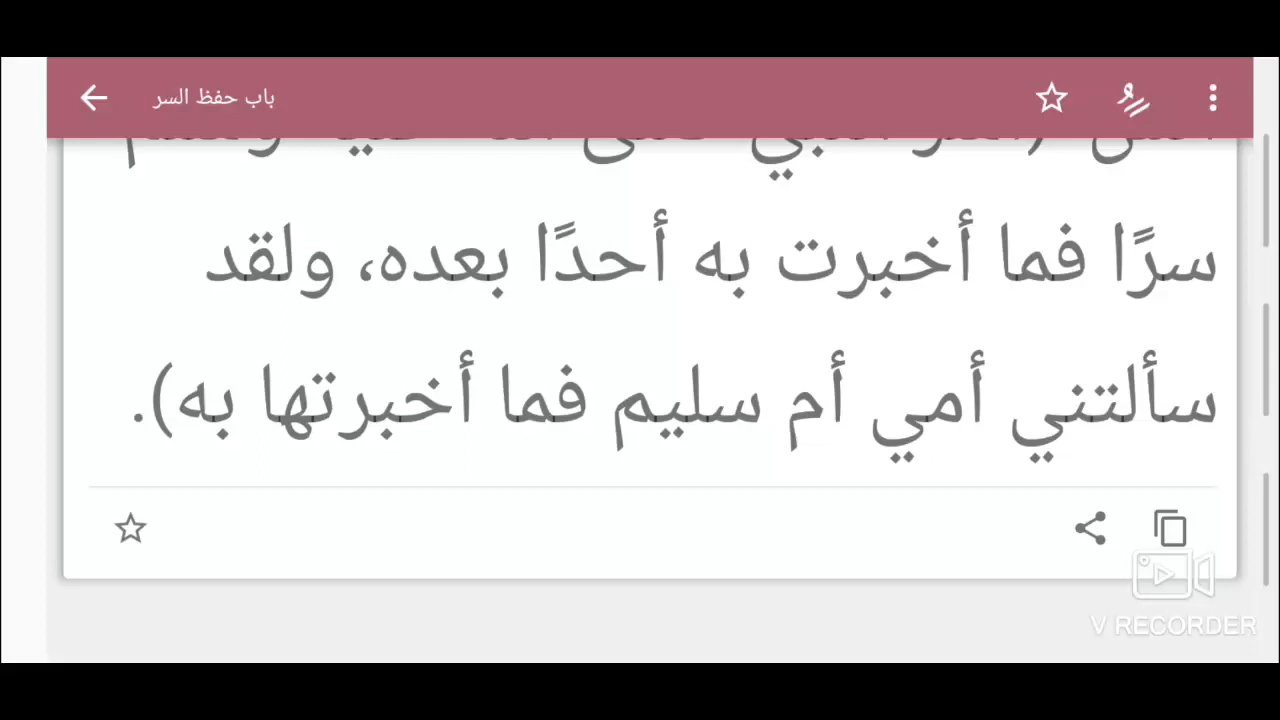 باب حفظ السر
سرًا فما أخبرت به أحدًا بعده، ولقد
سألتني أمي أم سليم فما أخبرتها به).
V RECORDER